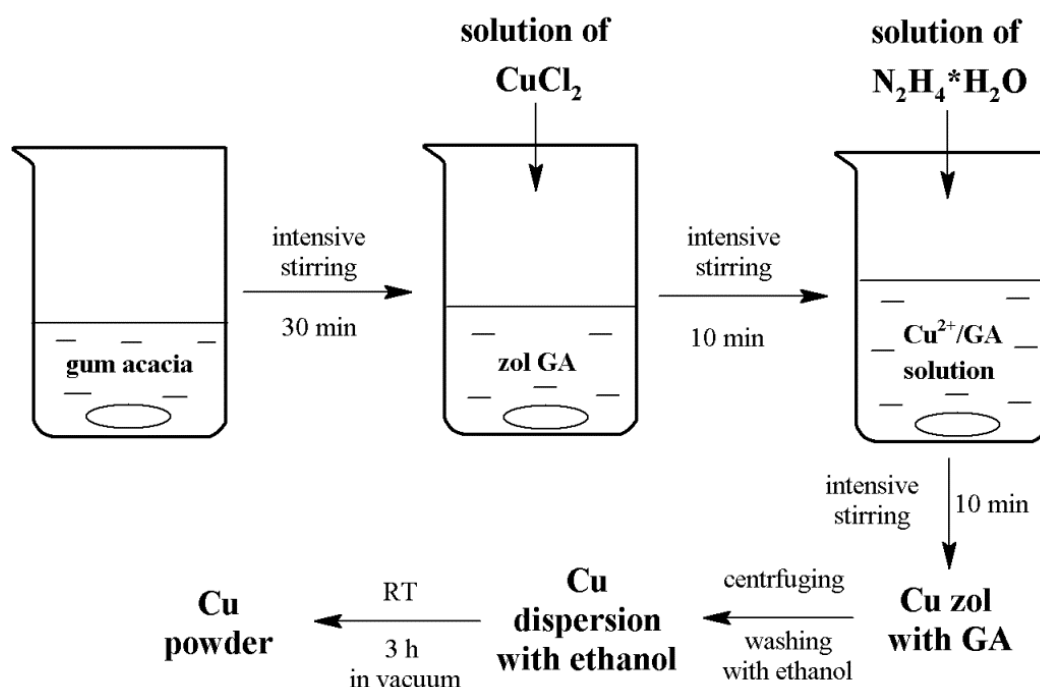 solution of
CuCl₂
solution of
N₂H₄*H₂O
intensive
stirring
30 min
intensive
stirring
10 min
gum acacia
zol GA
Cu²⁺/GA
solution
intensive
stirring
10 min
Cu zol
with GA
centrfuging
washing
with ethanol
Cu
dispersion
with ethanol
RT
3 h
in vacuum
Cu
powder